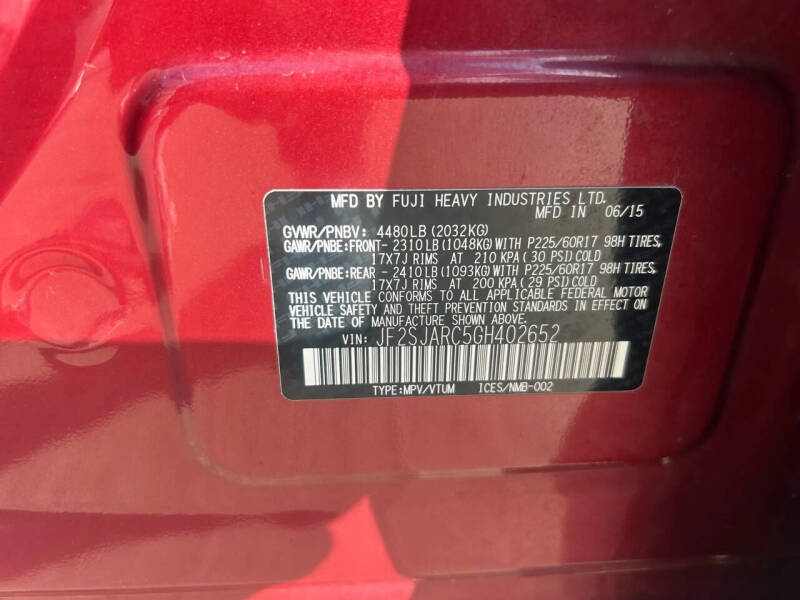 MFD BY FUJI HEAVY INDUSTRIES LTD.
MFD IN 06/15
GVWR/PNBV: 4480LB (2032KG)
GAWR/PNBE:FRONT- 2310LB (1048KG) WITH P225/60R17 98H TIRES,
17X7J RIMS AT 210 KPA (30 PSI) COLD
GAWR/PNBE:REAR - 2410LB (1093KG) WITH P225/60R17 98H TIRES,
17X7J RIMS AT 200 KPA (29 PSI) COLD
THIS VEHICLE CONFORMS TO ALL APPLICABLE FEDERAL MOTOR
VEHICLE SAFETY AND THEFT PREVENTION STANDARDS IN EFFECT ON
THE DATE OF MANUFACTURE SHOWN ABOVE.
VIN: JF2SJARC5GH402652
TYPE:MPV/VTUM ICES/NMB-002